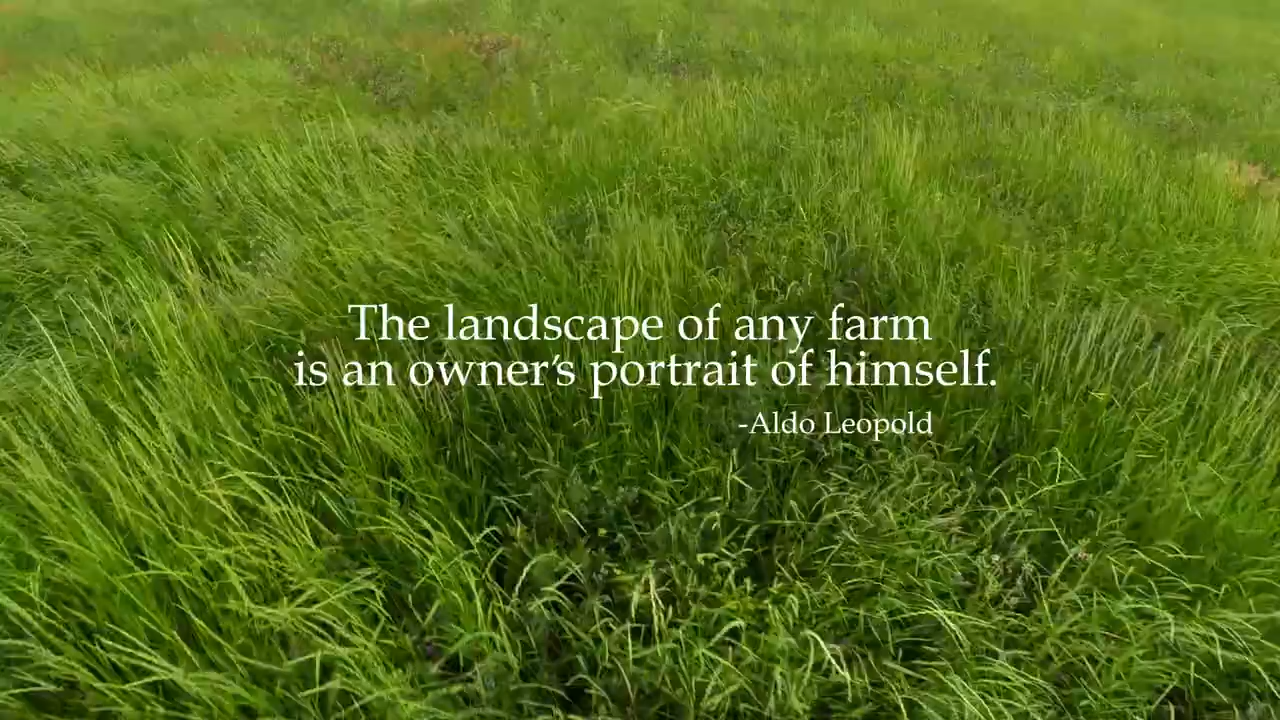 The landscape of any farm
is an owner's portrait of himself.
-Aldo Leopold